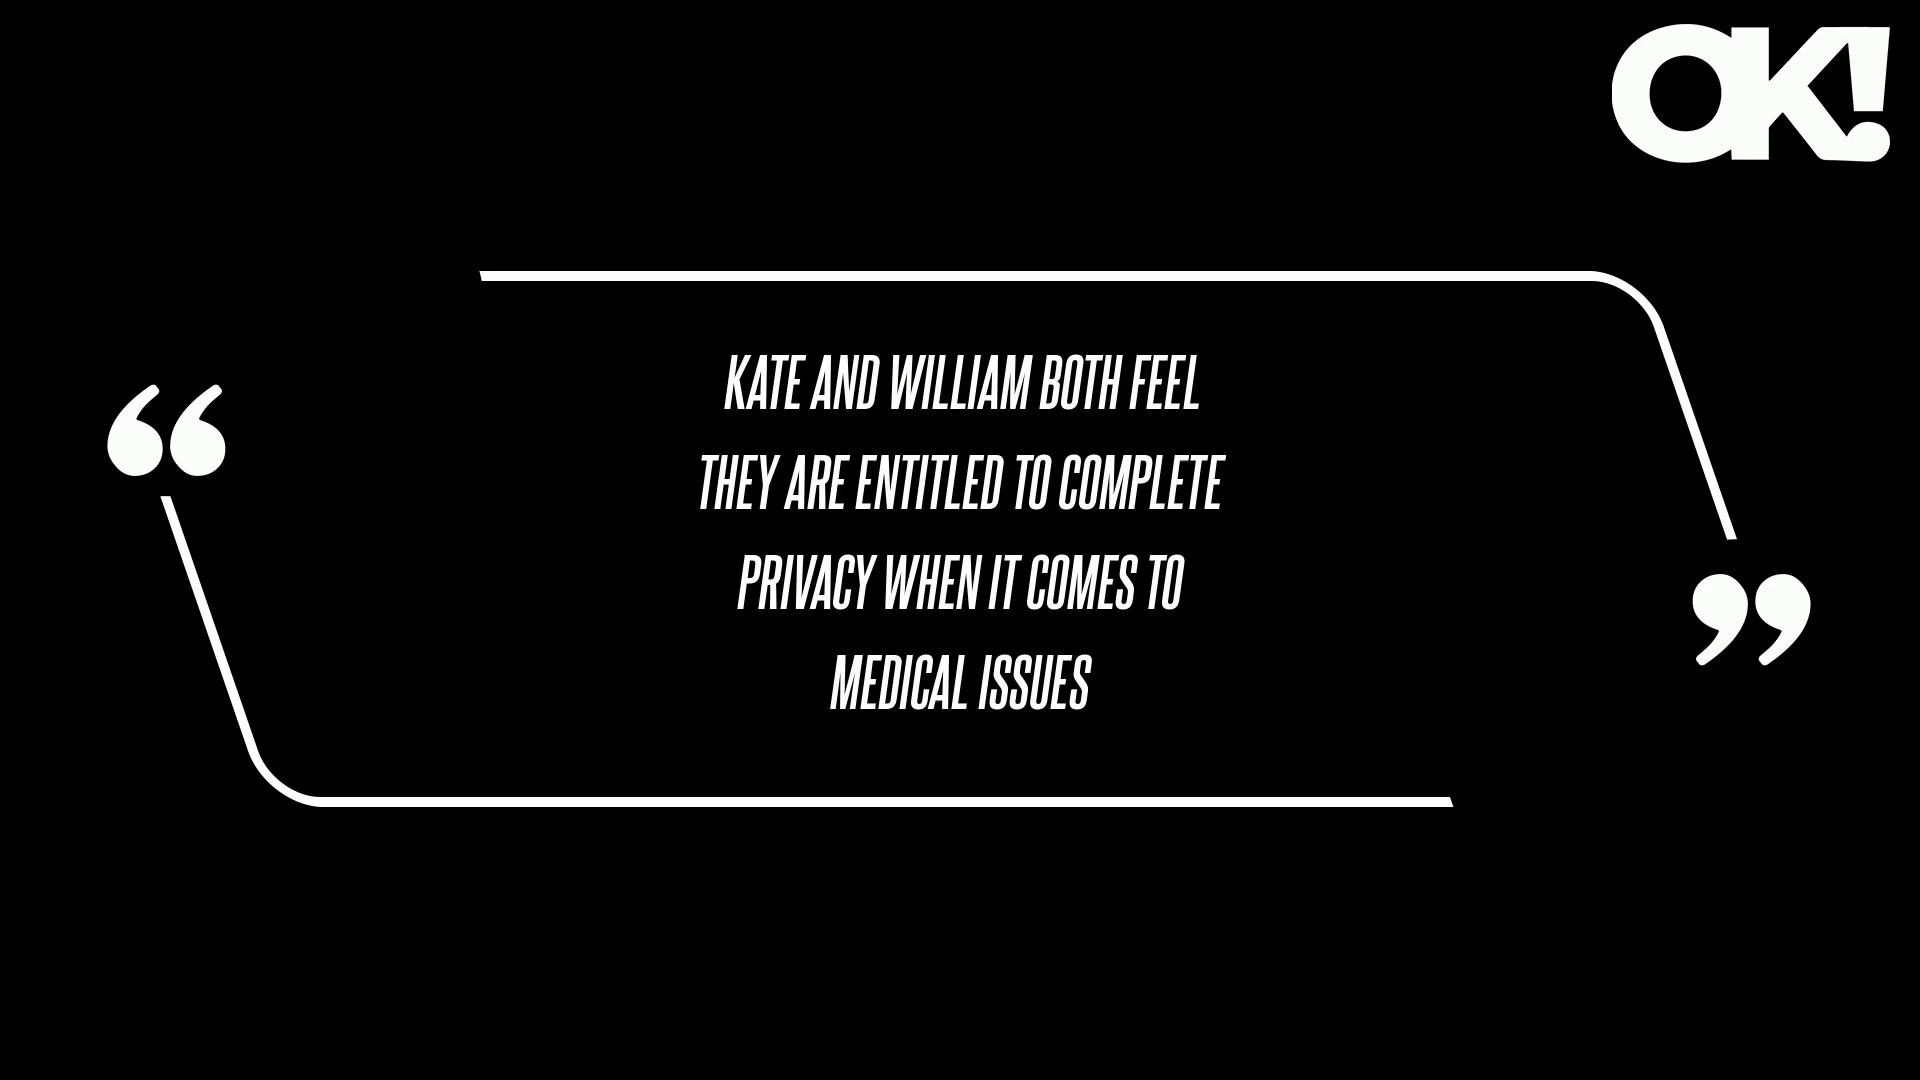 OK!
“
KATE AND WILLIAM BOTH FEEL
THEY ARE ENTITLED TO COMPLETE
PRIVACY WHEN IT COMES TO
MEDICAL ISSUES
”